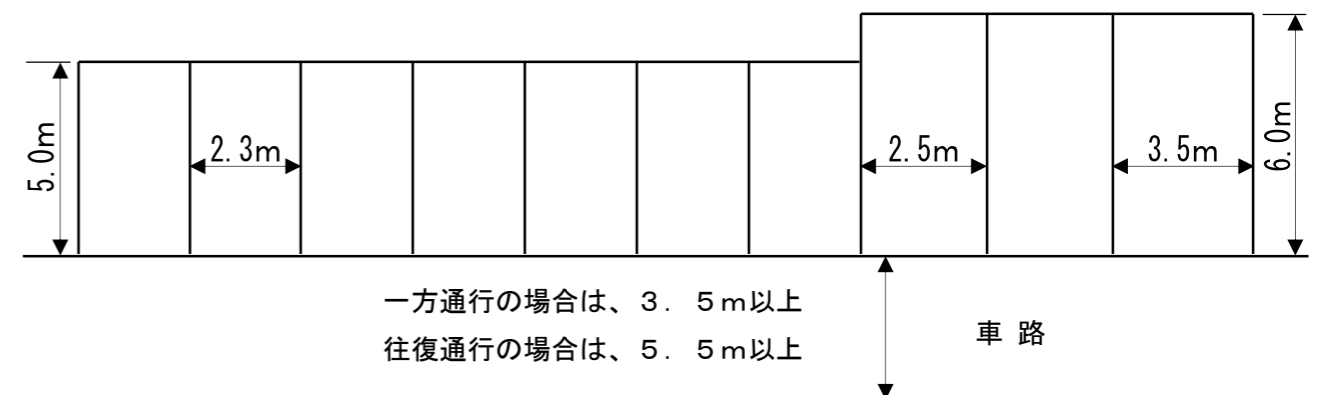 5.0m
2.3m
2.5m
3.5m
6.0m
一方通行の場合は、３．５ｍ以上
往復通行の場合は、５．５ｍ以上
車 路